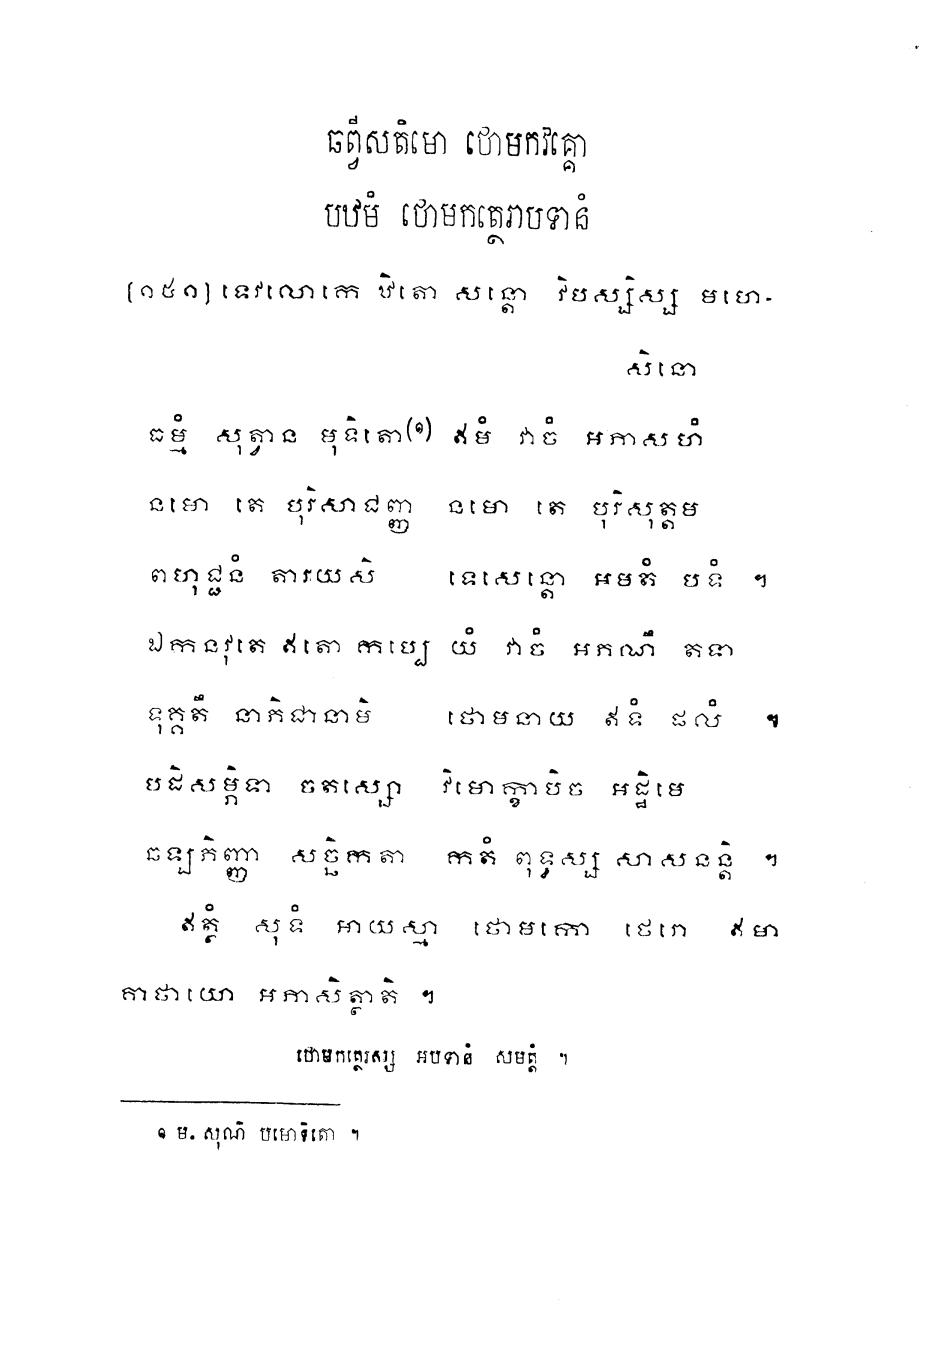 ឆព្វីសតិមោ ថោមកវគ្គោ
បឋមំ ថោមកត្ថេរាបទានំ
[១៥១] ទេវលោកេ ឋិតោ សន្តោ វិបស្សិស្ស មហេ-
សិនោ
ធម្មំ សុត្វាន មុទិតោ(១) ឥមំ វាចំ អភាសហំ
នមោ តេ បុរិសាជញ្ញ នមោ តេ បុរិសុត្តម
ពហុជ្ជនំ តារយសិ ទេសេន្តោ អមតំ បទំ ។
ឯកនវុតេ ឥតោ កប្បេ យំ វាចំ អភណឹ តទា
ទុគ្គតឹ នាភិជានាមិ ថោមនាយ ឥទំ ផលំ ។
បដិសម្ភិទា ចតស្សោ វិមោក្ខាបិច អដ្ឋិមេ
ឆឡភិញ្ញា សច្ឆិកតា កតំ ពុទ្ធស្ស សាសនន្តិ ។
ឥត្ថំ សុទំ អាយស្មា ថោមកោ ថេរោ ឥមា
គាថាយោ អភាសិត្ថាតិ ។
ថោមកត្ថេរស្ស អបទានំ សមត្តំ ។
១ ម. សុណិ បមោទិតោ ។